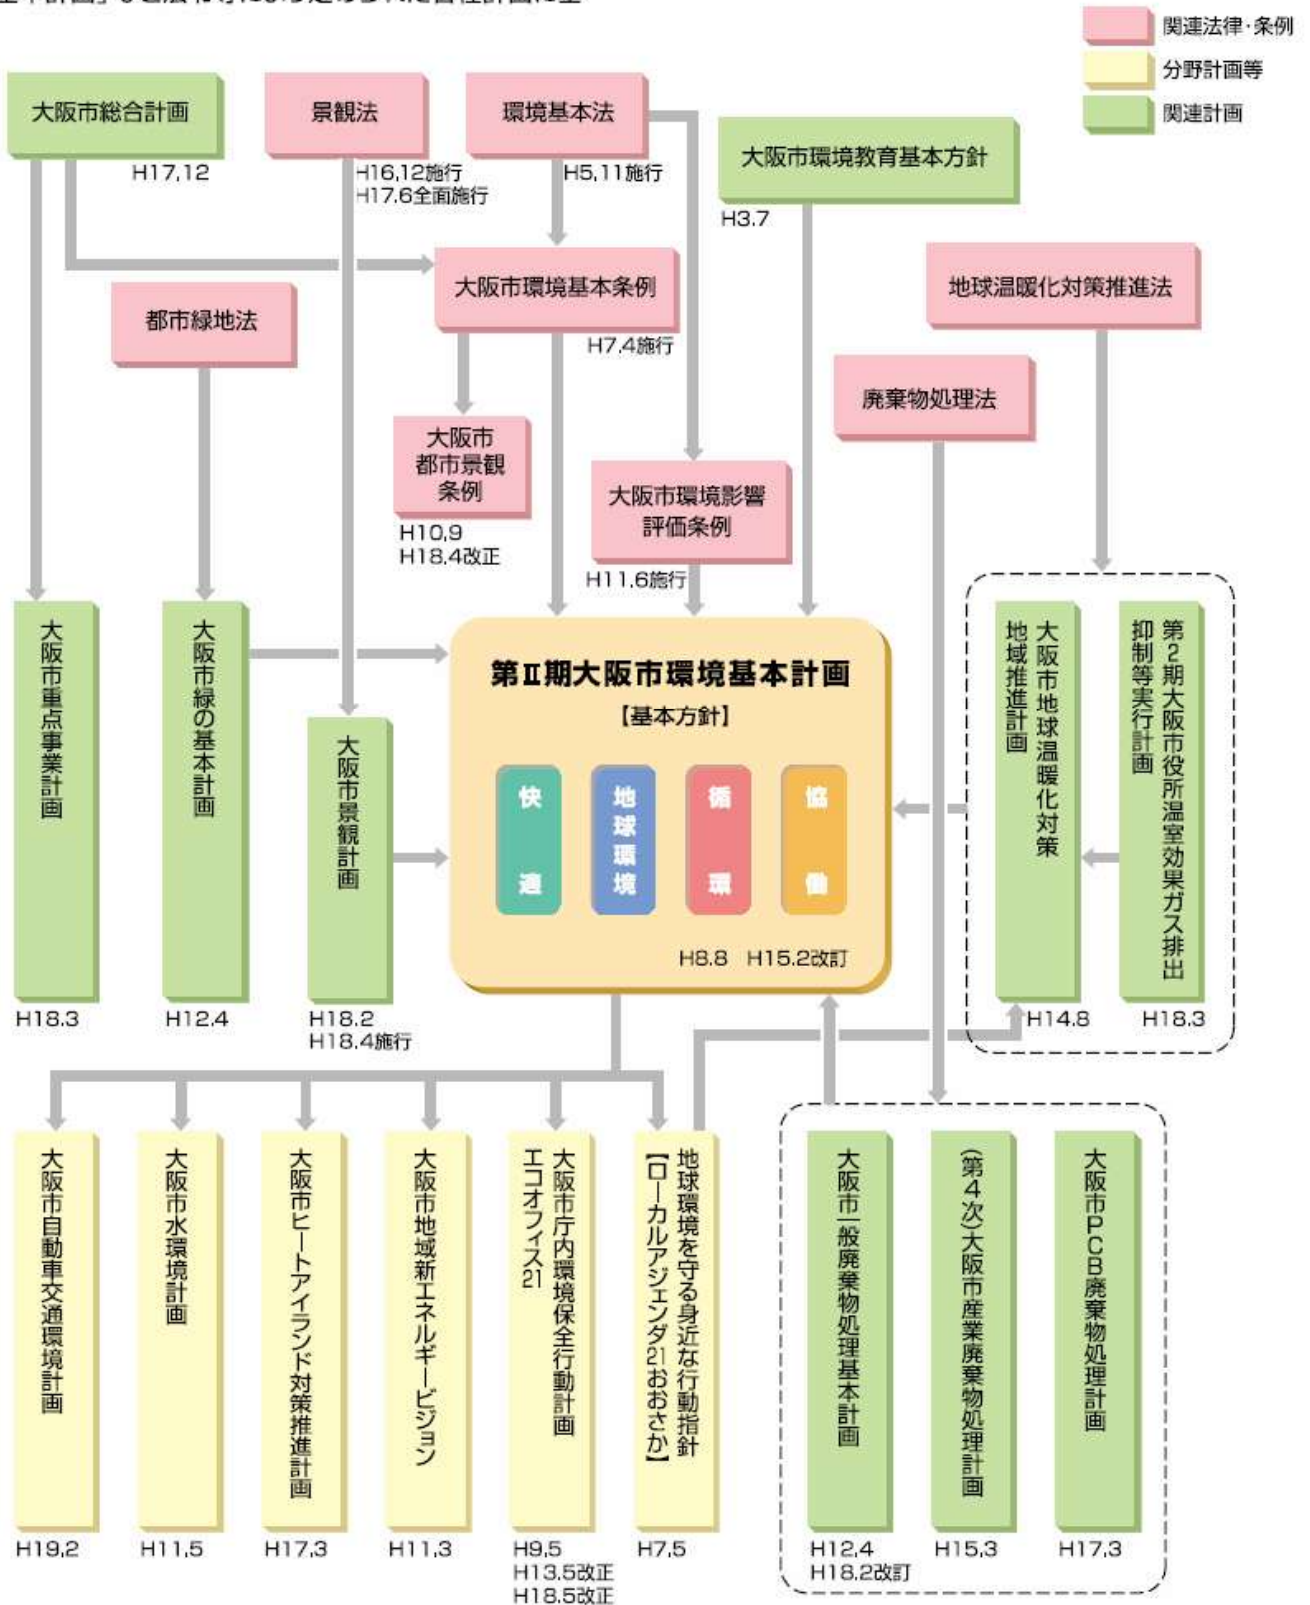 関連法律・条例
分野計画等
関連計画
大阪市総合計画
H17,12
景観法
H16,12施行
H17.6全面施行
環境基本法
H5,11施行
大阪市環境教育基本方針
H3.7
大阪市環境基本条例
H7,4施行
地球温暖化対策推進法
都市緑地法
廃棄物処理法
大阪市
都市景観
条例
H10,9
H18.4改正
大阪市環境影響
評価条例
H11.6施行
大阪市重点事業計画
H18.3
大阪市緑の基本計画
H12.4
大阪市景観計画
H18.2
H18.4施行
第Ⅱ期大阪市環境基本計画
【基本方針】
快適
地球環境
循環
協働
H8.8 H15.2改訂
大阪市地球温暖化対策
地域推進計画
H14.8
第2期大阪市役所温室効果ガス排出
抑制等実行計画
H18.3
大阪市自動車交通環境計画
H19,2
大阪市水環境計画
H11,5
大阪市ヒートアイランド対策推進計画
H17,3
大阪市地域新エネルギービジョン
H11,3
大阪市庁内環境保全行動計画
エコオフィス21
H9,5
H13.5改正
H18.5改正
地球環境を守る身近な行動指針
【ローカルアジェンダ21おおさか】
H7,5
大阪市一般廃棄物処理基本計画
H12,4
H18.2改訂
(第4次)大阪市産業廃棄物処理計画
H15,3
大阪市PCB廃棄物処理計画
H17,3